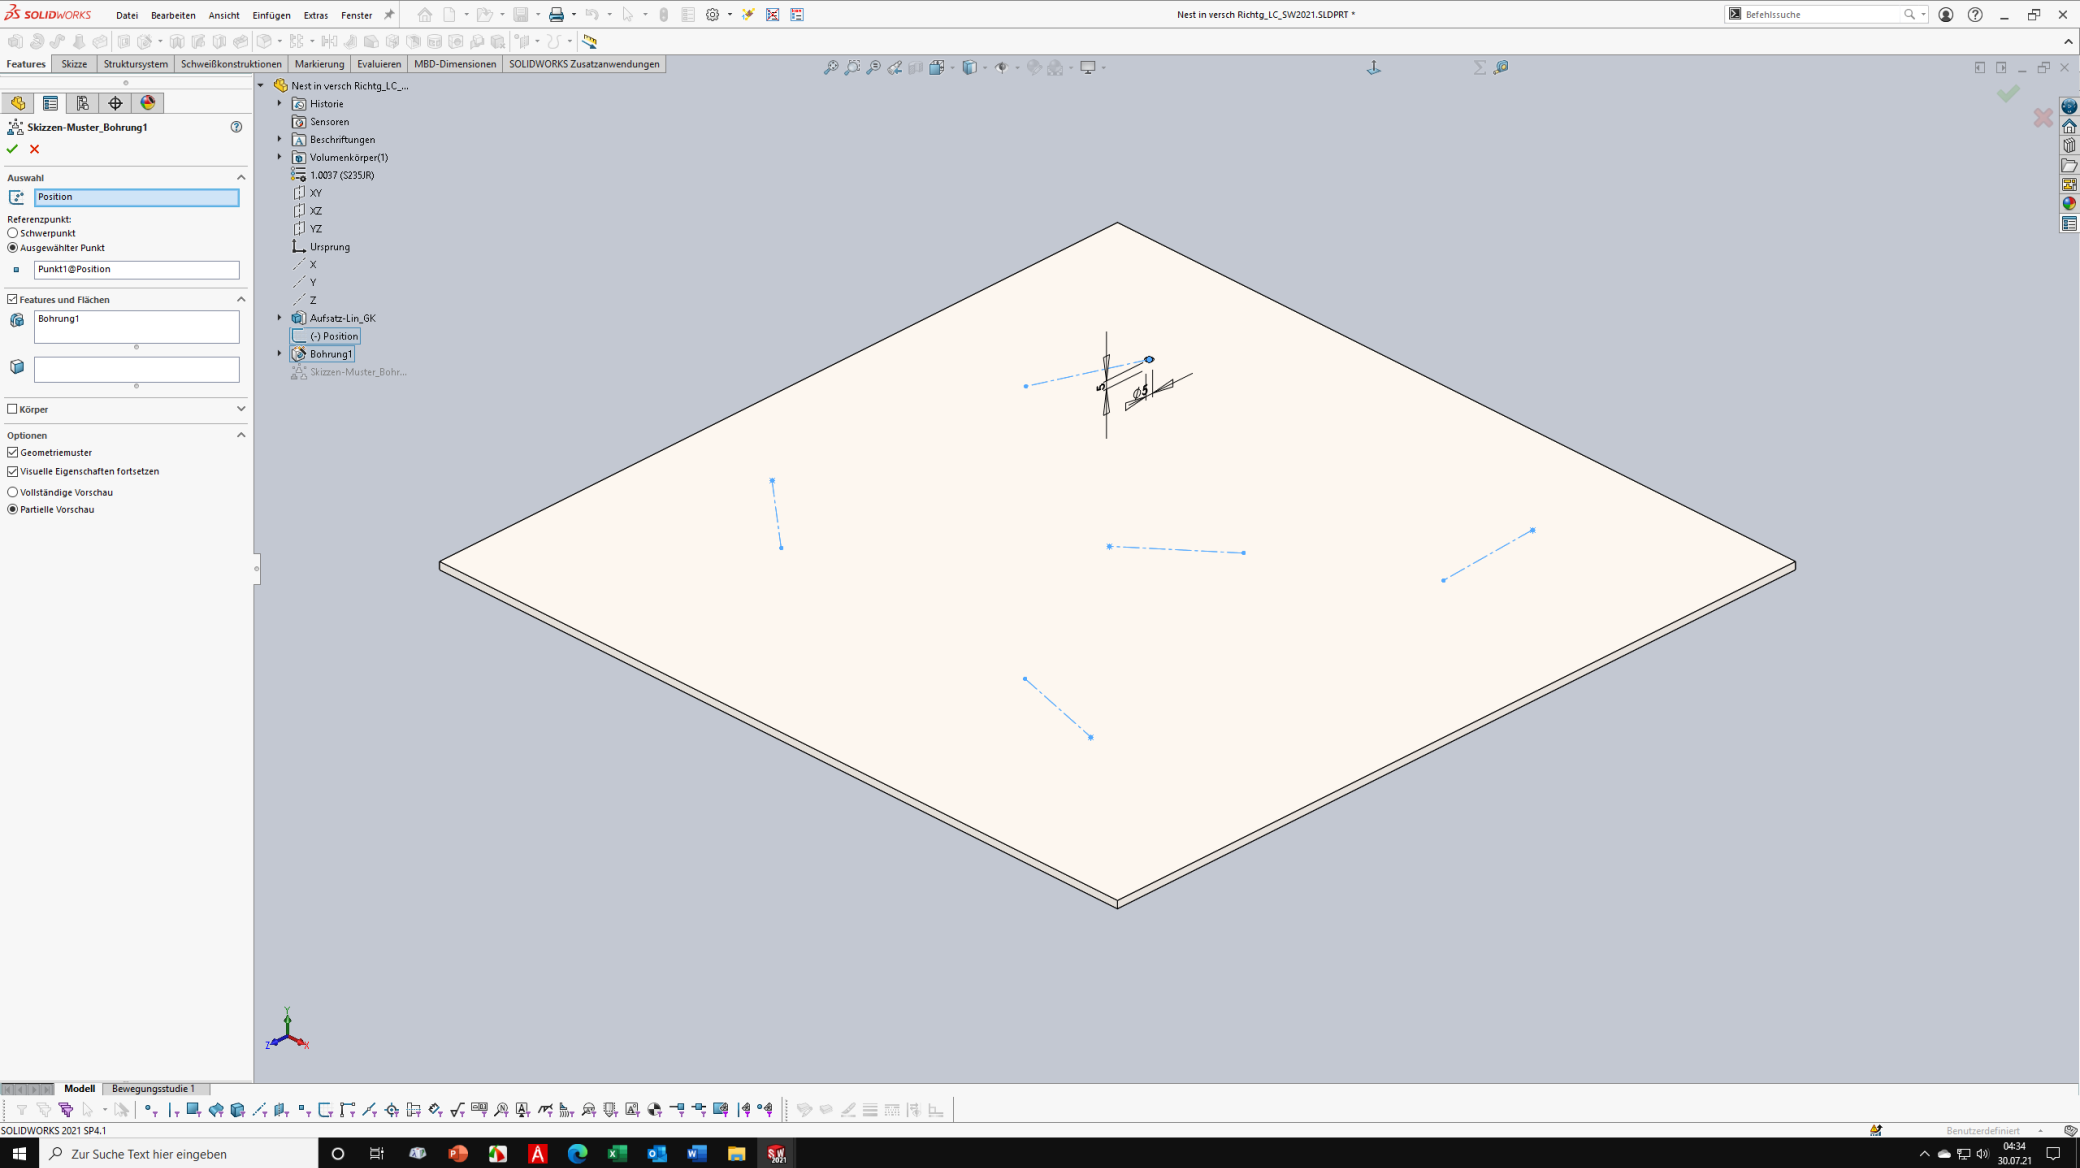 SOLIDWORKS
Datei
Bearbeiten
Ansicht
Einfügen
Extras
Fenster
Nest in versch Richtg_LC_SW2021.SLDPRT *
Befehlssuche
Features
Skizze
Struktursystem
Schweißkonstruktionen
Markierung
Evaluieren
MBD-Dimensionen
SOLIDWORKS Zusatzanwendungen
Skizzen-Muster_Bohrung1
Auswahl
Position
Referenzpunkt:
Schwerpunkt
Ausgewählter Punkt
Punkt1@Position
Features und Flächen
Bohrung1
Körper
Optionen
Geometriemuster
Visuelle Eigenschaften fortsetzen
Vollständige Vorschau
Partielle Vorschau
Nest in versch Richtg_LC_...
Historie
Sensoren
Beschriftungen
Volumenkörper(1)
1.0037 (S235JR)
XY
XZ
YZ
Ursprung
X
Y
Z
Aufsatz-Lin_GK
(-) Position
Bohrung1
Skizzen-Muster_Bohr...
5
Ø5
Y
Z
X
Modell
Bewegungsstudie 1
SOLIDWORKS 2021 SP4.1
Benutzerdefiniert
Zur Suche Text hier eingeben
04:34
30.07.21